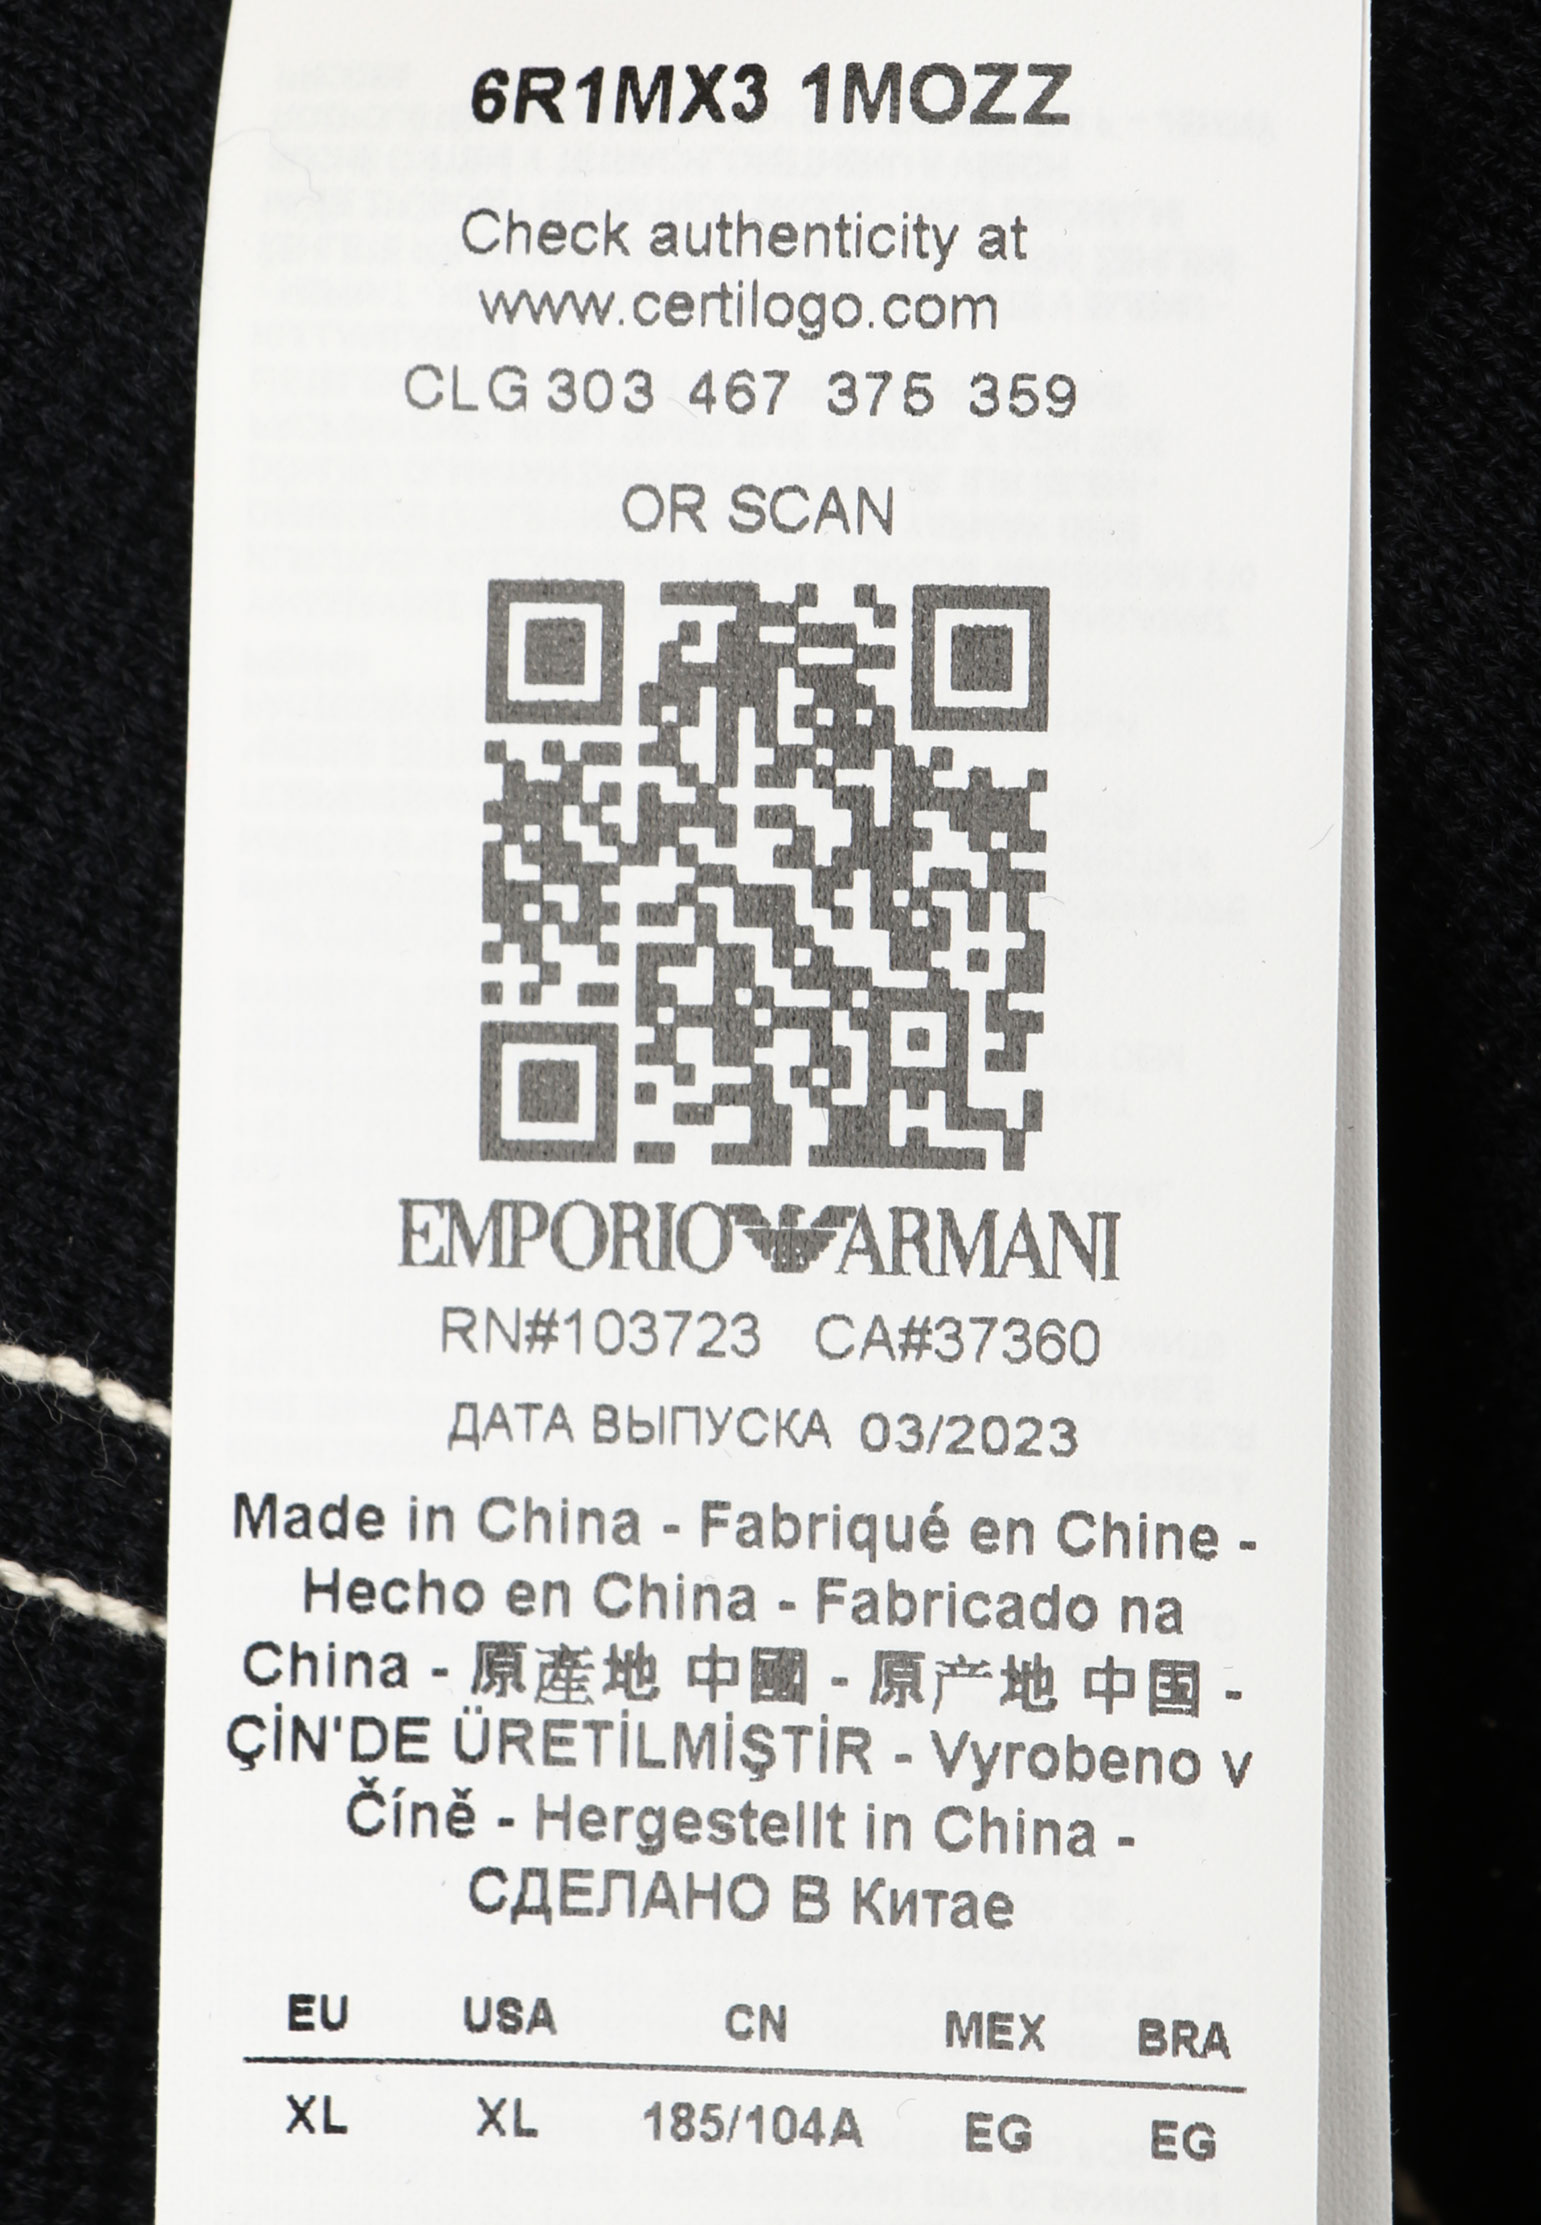 6R1MX3 1MOZZ
Check authenticity at
www.certilogo.com
CLG 303 467 375 359
OR SCAN
EMPORIO ARMANI
RN#103723 CA#37360
ДАТА ВЫПУСКА 03/2023
Made in China - Fabriqué en Chine -
Hecho en China - Fabricado na
China - 原產地 中國 - 原产地 中国 -
ÇİN'DE ÜRETİLMİŞTİR - Vyrobeno v
Číně - Hergestellt in China -
СДЕЛАНО В Китае
EU USA CN MEX BRA
XL XL 185/104A EG EG